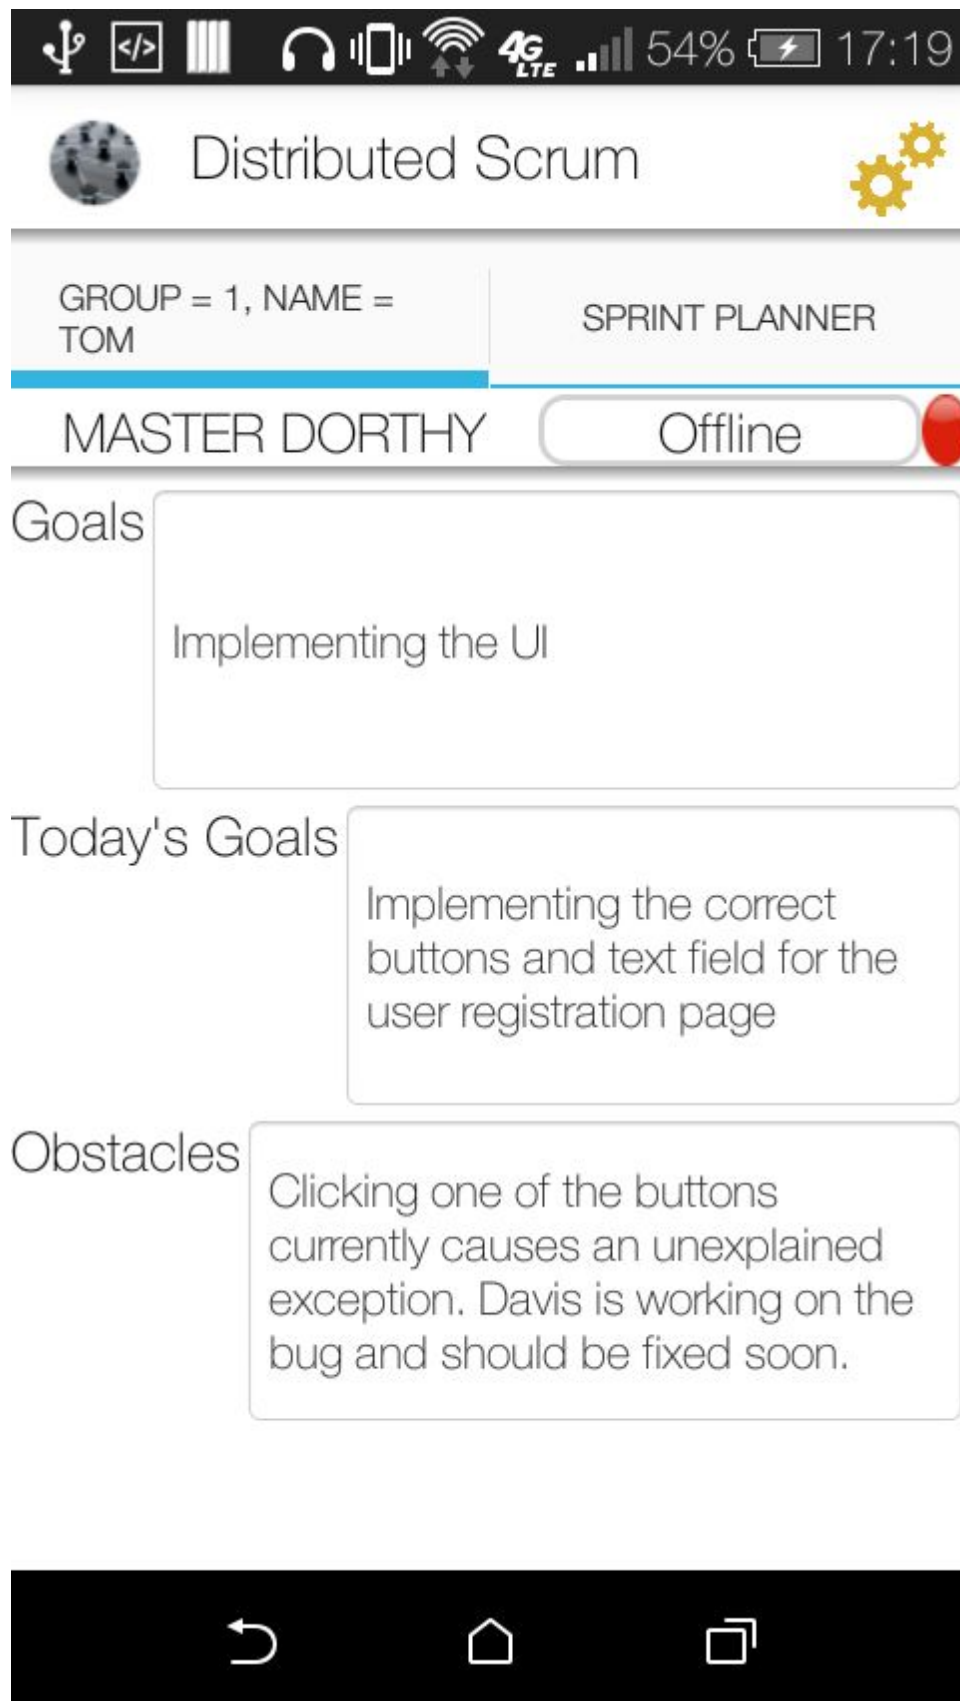 </> 4G LTE 54% 17:19
Distributed Scrum
GROUP = 1, NAME =
TOM
SPRINT PLANNER
MASTER DORTHY Offline
Goals
Implementing the UI
Today's Goals
Implementing the correct
buttons and text field for the
user registration page
Obstacles
Clicking one of the buttons
currently causes an unexplained
exception. Davis is working on the
bug and should be fixed soon.